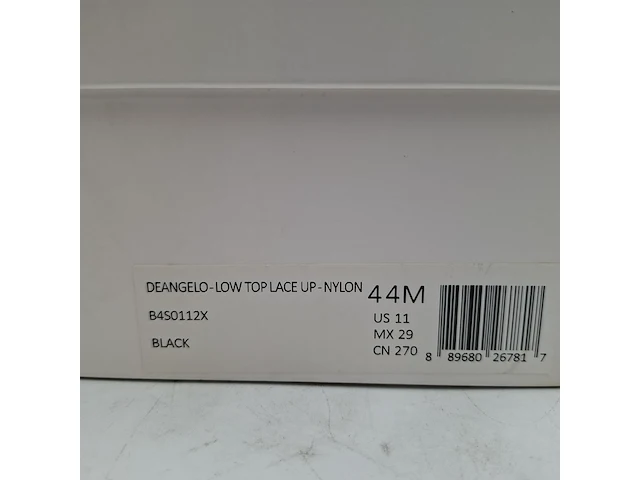 DEANGELO-LOW TOP LACE UP-NYLON 44M
B4S0112X US 11
MX 29
BLACK CN 270
8 89680 26781 7